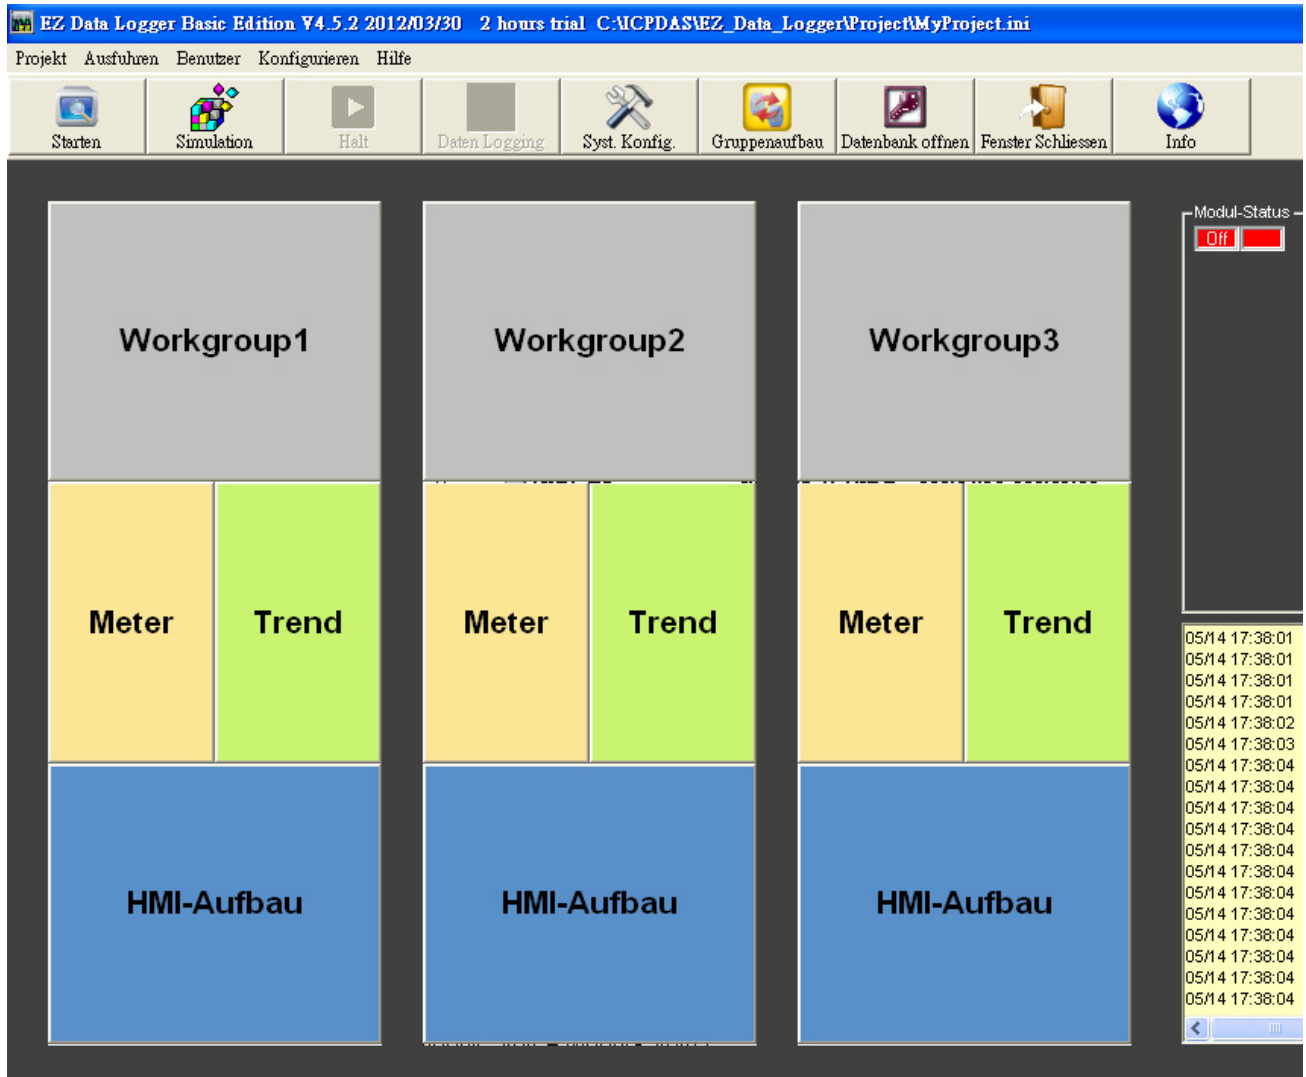 EZ Data Logger Basic Edition V4.5.2 2012/03/30 2 hours trial C:\ICPDAS\EZ_Data_Logger\Project\MyProject.ini
Projekt Ausfuhren Benutzer Konfigurieren Hilfe
Starten Simulation Halt Daten Logging Syst. Konfig. Gruppenaufbau Datenbank offnen Fenster Schliessen Info
Modul-Status
Off
Workgroup1 Workgroup2 Workgroup3
Meter Trend Meter Trend Meter Trend
HMI-Aufbau HMI-Aufbau HMI-Aufbau
05/14 17:38:01
05/14 17:38:01
05/14 17:38:01
05/14 17:38:01
05/14 17:38:02
05/14 17:38:03
05/14 17:38:04
05/14 17:38:04
05/14 17:38:04
05/14 17:38:04
05/14 17:38:04
05/14 17:38:04
05/14 17:38:04
05/14 17:38:04
05/14 17:38:04
05/14 17:38:04
05/14 17:38:04
05/14 17:38:04